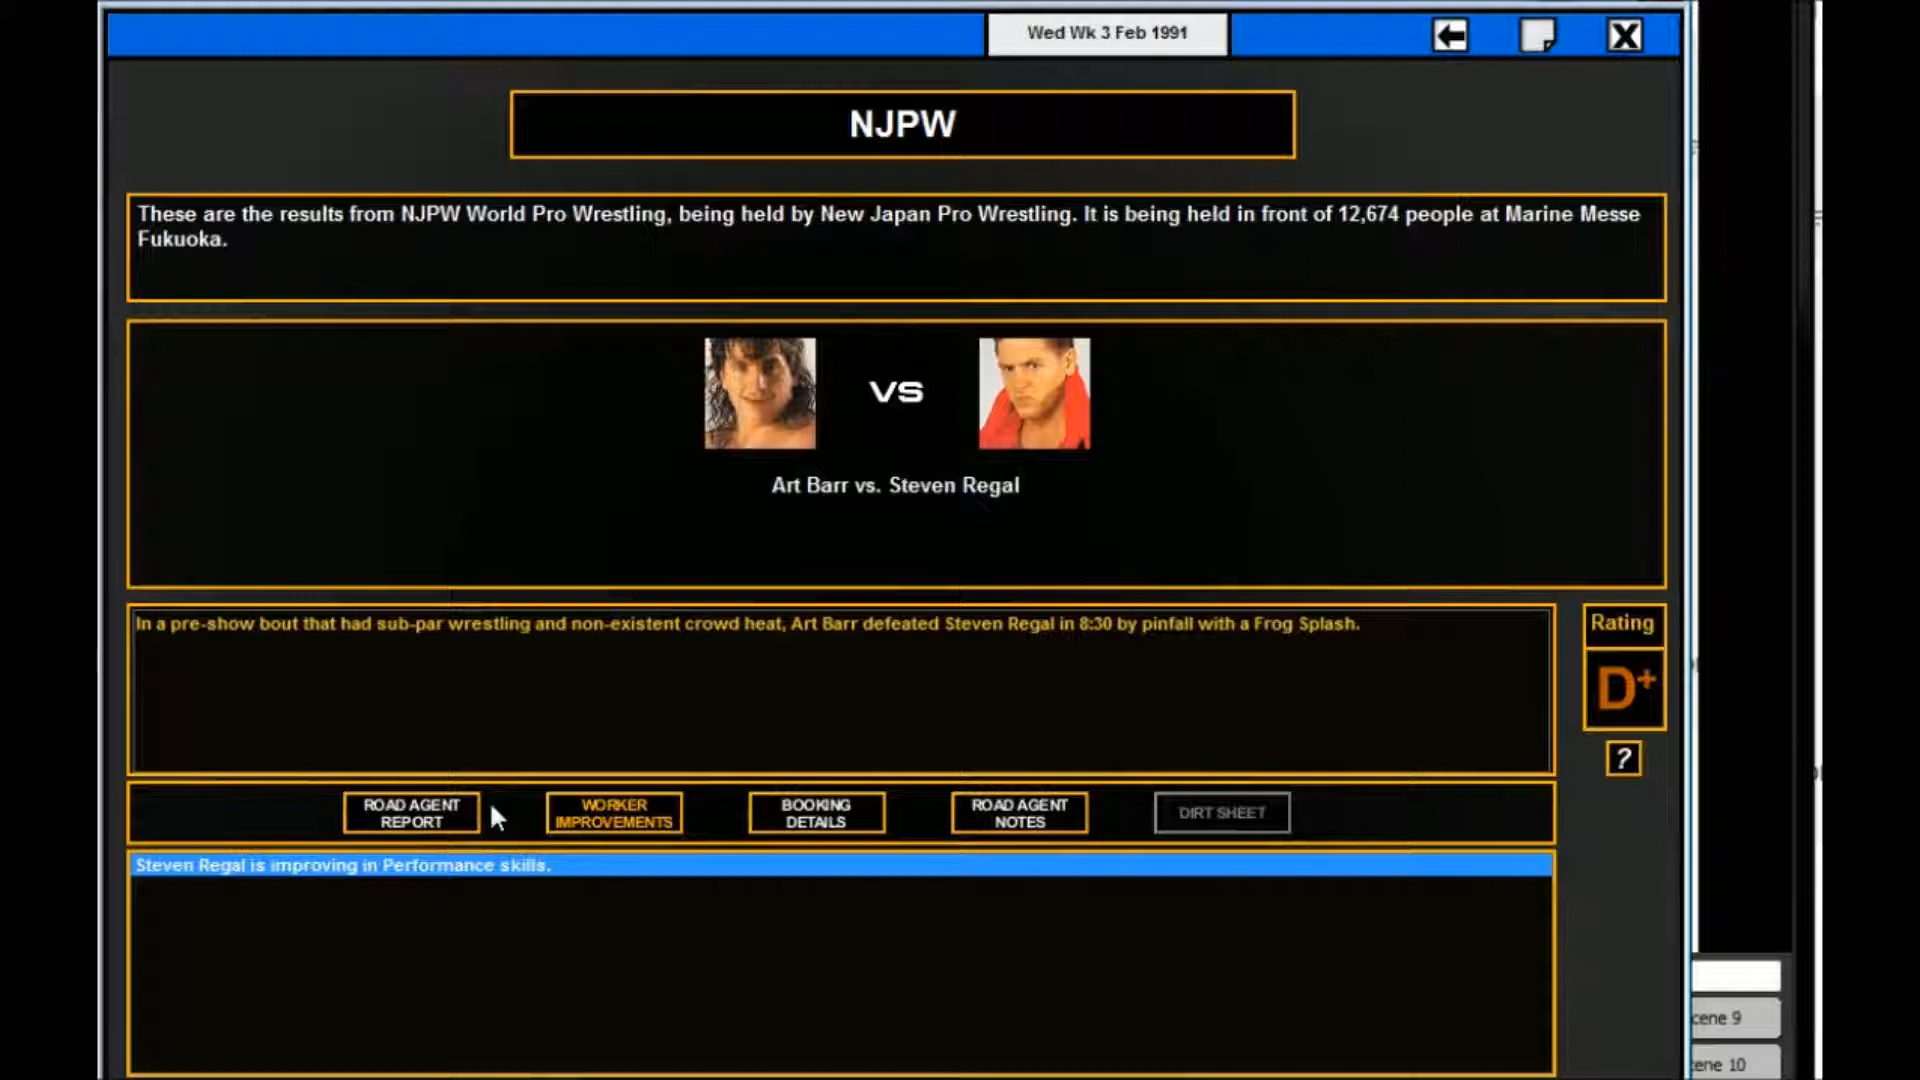 Wed Wk 3 Feb 1991
NJPW
These are the results from NJPW World Pro Wrestling, being held by New Japan Pro Wrestling. It is being held in front of 12,674 people at Marine Messe
Fukuoka.
VS
Art Barr vs. Steven Regal
In a pre-show bout that had sub-par wrestling and non-existent crowd heat, Art Barr defeated Steven Regal in 8:30 by pinfall with a Frog Splash.
Rating
D+
?
ROAD AGENT
REPORT
WORKER
IMPROVEMENTS
BOOKING
DETAILS
ROAD AGENT
NOTES
DIRT SHEET
Steven Regal is improving in Performance skills.
cene 9
ene 10